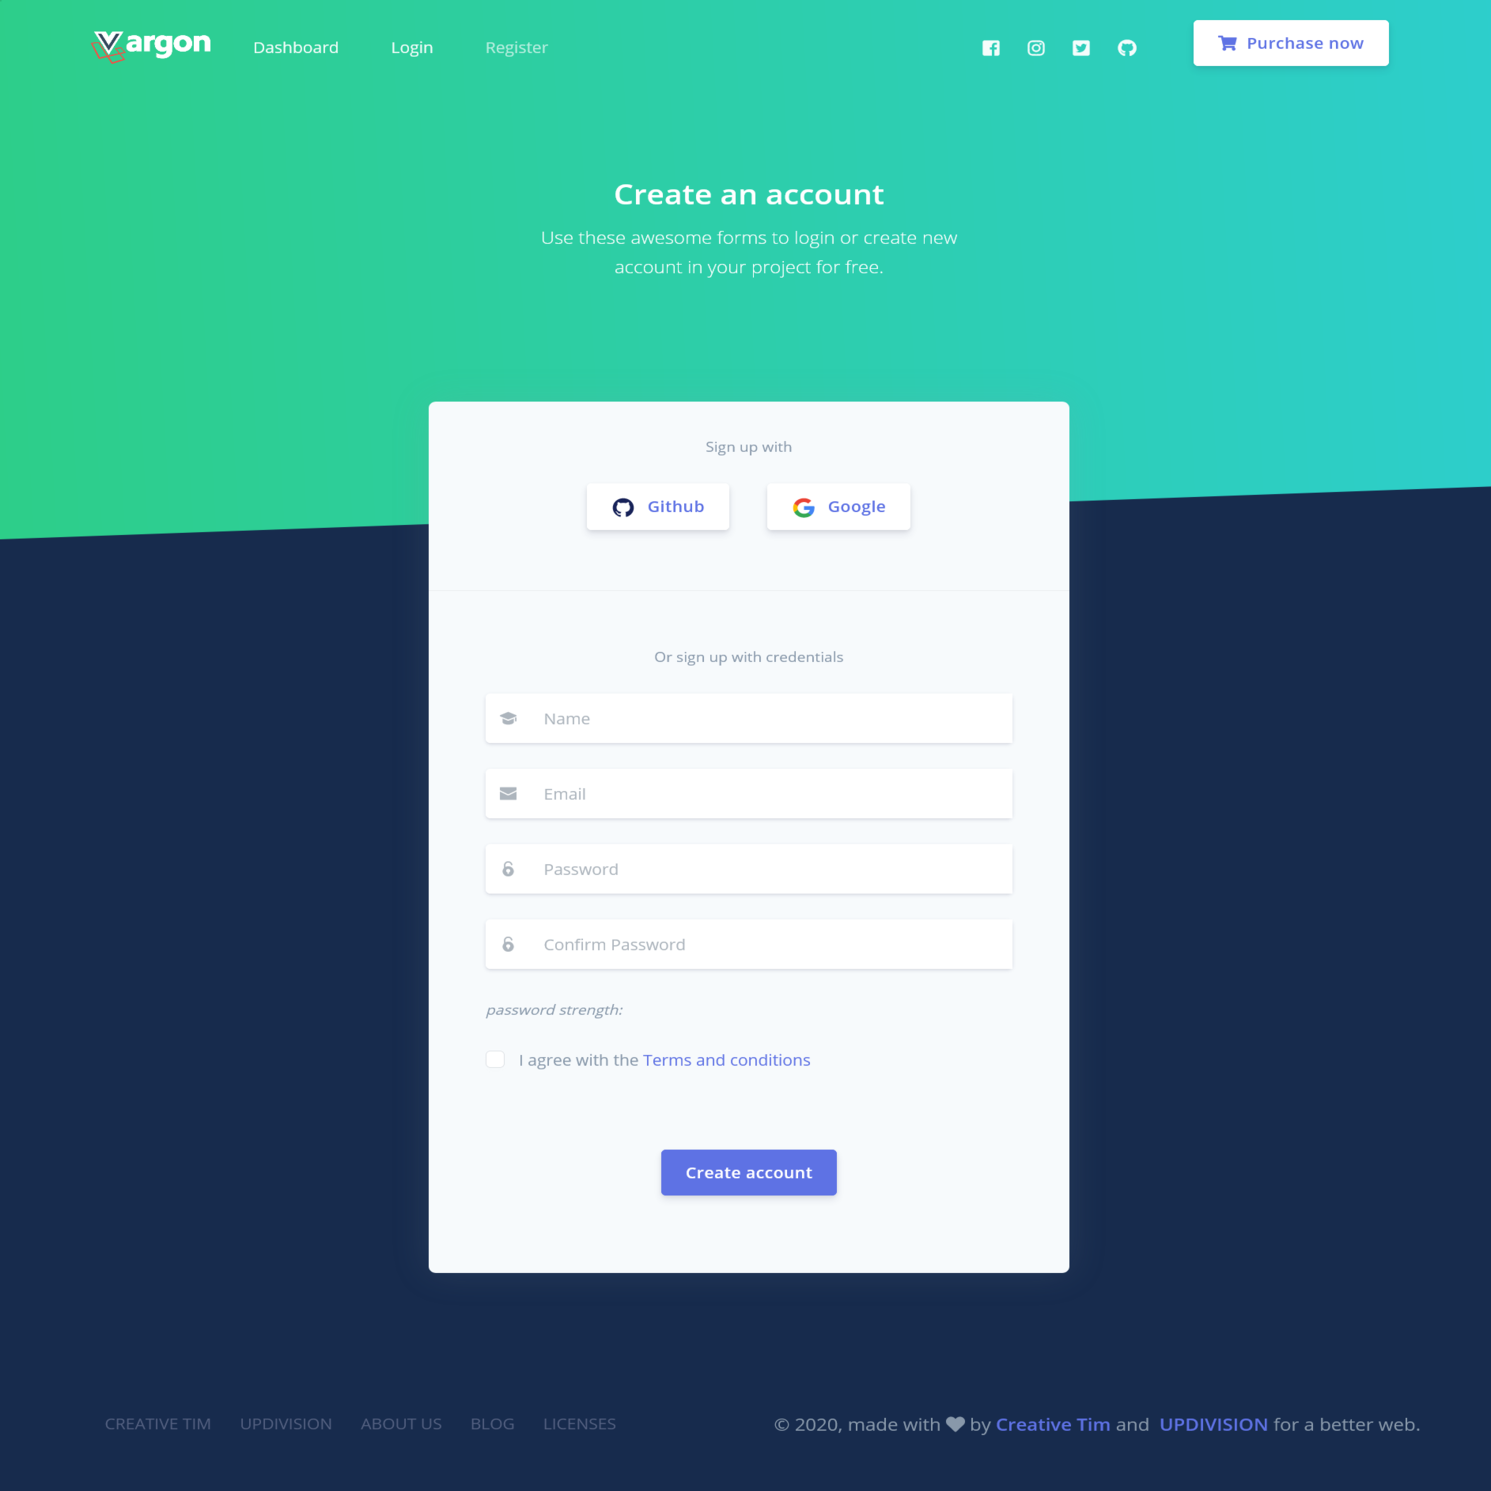 argon
Dashboard
Login
Register
Purchase now
Create an account
Use these awesome forms to login or create new
account in your project for free.
Sign up with
Github
Google
Or sign up with credentials
Name
Email
Password
Confirm Password
password strength:
I agree with the Terms and conditions
Create account
CREATIVE TIM
UPDIVISION
ABOUT US
BLOG
LICENSES
© 2020, made with by Creative Tim and UPDIVISION for a better web.